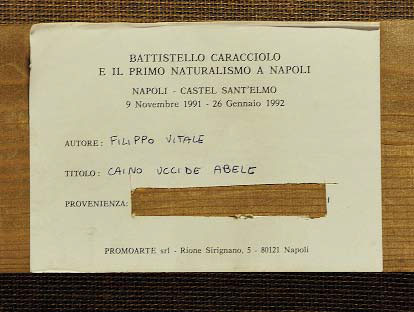 BATTISTELLO CARACCIOLO
E IL PRIMO NATURALISMO A NAPOLI
NAPOLI - CASTEL SANT'ELMO
9 Novembre 1991 - 26 Gennaio 1992
AUTORE: FILIPPO VITALE
TITOLO: CAINO UCCIDE ABELE
PROVENIENZA:
PROMOARTE srl - Rione Sirignano, 5 - 80121 Napoli